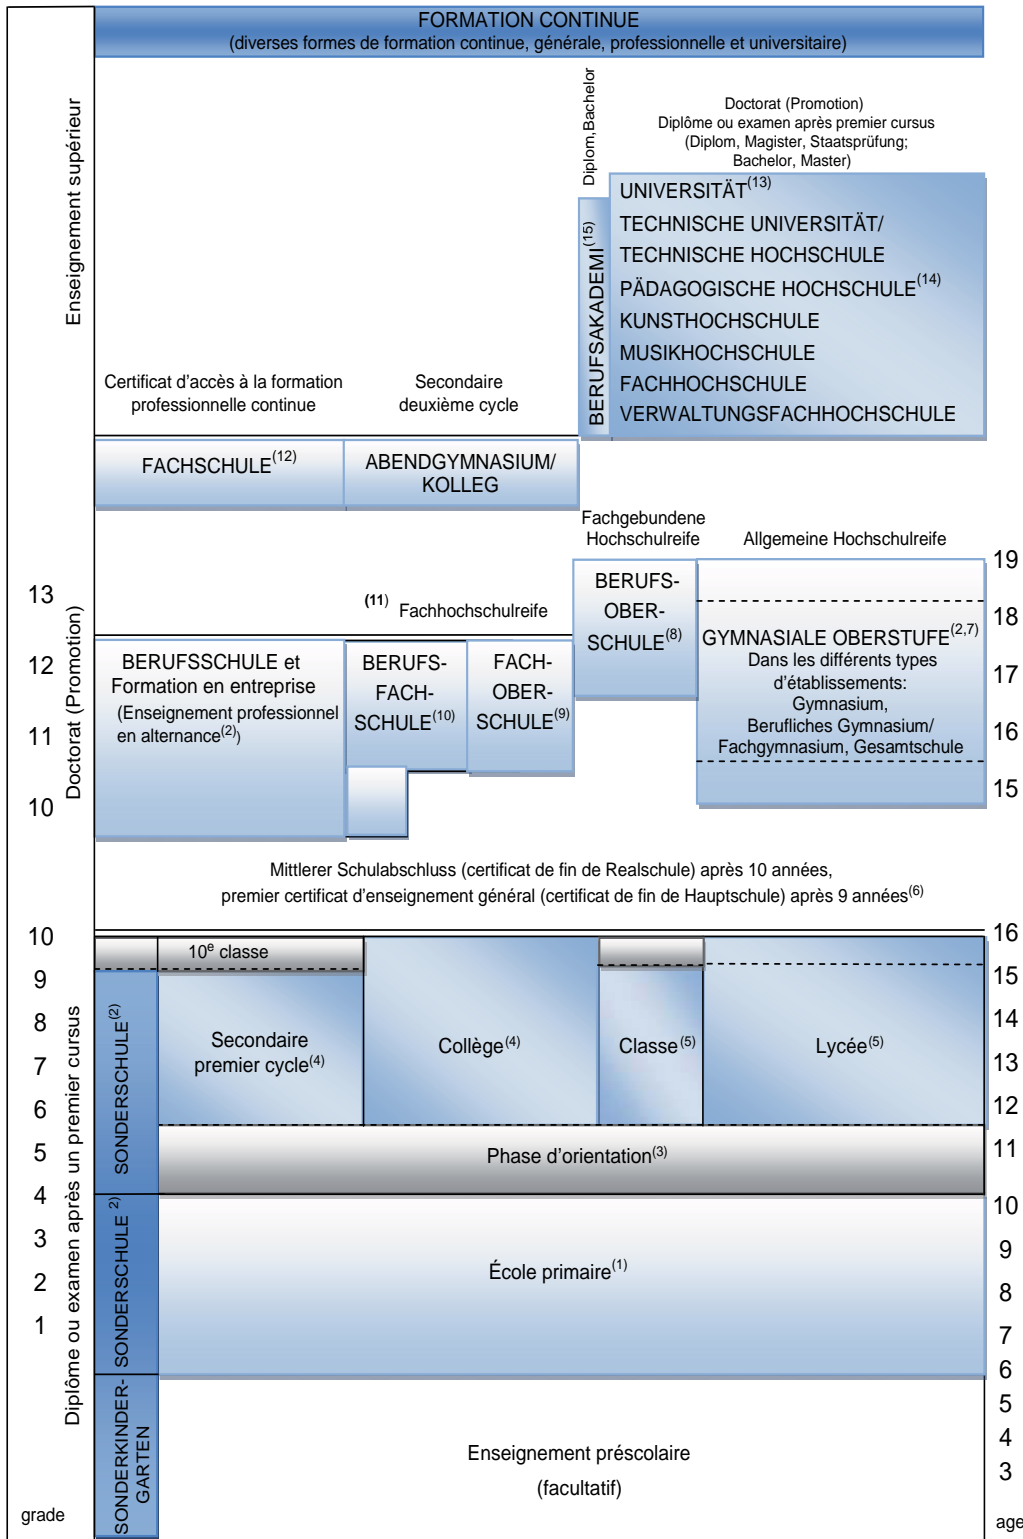 FORMATION CONTINUE
(diverses formes de formation continue, générale, professionnelle et universitaire)
Enseignement supérieur
Diplom,Bachelor
Doctorat (Promotion)
Diplôme ou examen après premier cursus
(Diplom, Magister, Staatsprüfung;
Bachelor, Master)
BERUFSAKADEMI(15)
UNIVERSITÄT(13)
TECHNISCHE UNIVERSITÄT/
TECHNISCHE HOCHSCHULE
PÄDAGOGISCHE HOCHSCHULE(14)
KUNSTHOCHSCHULE
MUSIKHOCHSCHULE
FACHHOCHSCHULE
VERWALTUNGSFACHHOCHSCHULE
Certificat d'accès à la formation
professionnelle continue
Secondaire
deuxième cycle
FACHSCHULE(12)
ABENDGYMNASIUM/
KOLLEG
Fachgebundene
Hochschulreife
Allgemeine Hochschulreife
13
12
11
10
Doctorat (Promotion)
(11)
Fachhochschulreife
BERUFSSCHULE et
Formation en entreprise
(Enseignement professionnel
en alternance(2))
BERUFS-
FACH-
SCHULE(10)
FACH-
OBER-
SCHULE(9)
BERUFS-
OBER-
SCHULE(8)
GYMNASIALE OBERSTUFE(2,7)
Dans les différents types
d'établissements:
Gymnasium,
Berufliches Gymnasium/
Fachgymnasium, Gesamtschule
19
18
17
16
15
Mittlerer Schulabschluss (certificat de fin de Realschule) après 10 années,
premier certificat d'enseignement général (certificat de fin de Hauptschule) après 9 années(6)
10
9
8
7
6
5
4
3
2
1
grade
Diplôme ou examen après un premier cursus
SONDERSCHULE(2)
SONDERSCHULE 2)
SONDERKINDER-
GARTEN
10e classe
Secondaire
premier cycle(4)
Collège(4)
Classe(5)
Lycée(5)
Phase d'orientation(3)
École primaire(1)
Enseignement préscolaire
(facultatif)
16
15
14
13
12
11
10
9
8
7
6
5
4
3
age